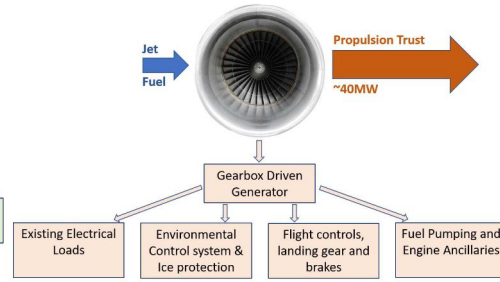 Jet
Fuel
Propulsion Trust
~40MW
Gearbox Driven
Generator
Existing Electrical
Loads
Environmental
Control system &
Ice protection
Flight controls,
landing gear and
brakes
Fuel Pumping and
Engine Ancillaries